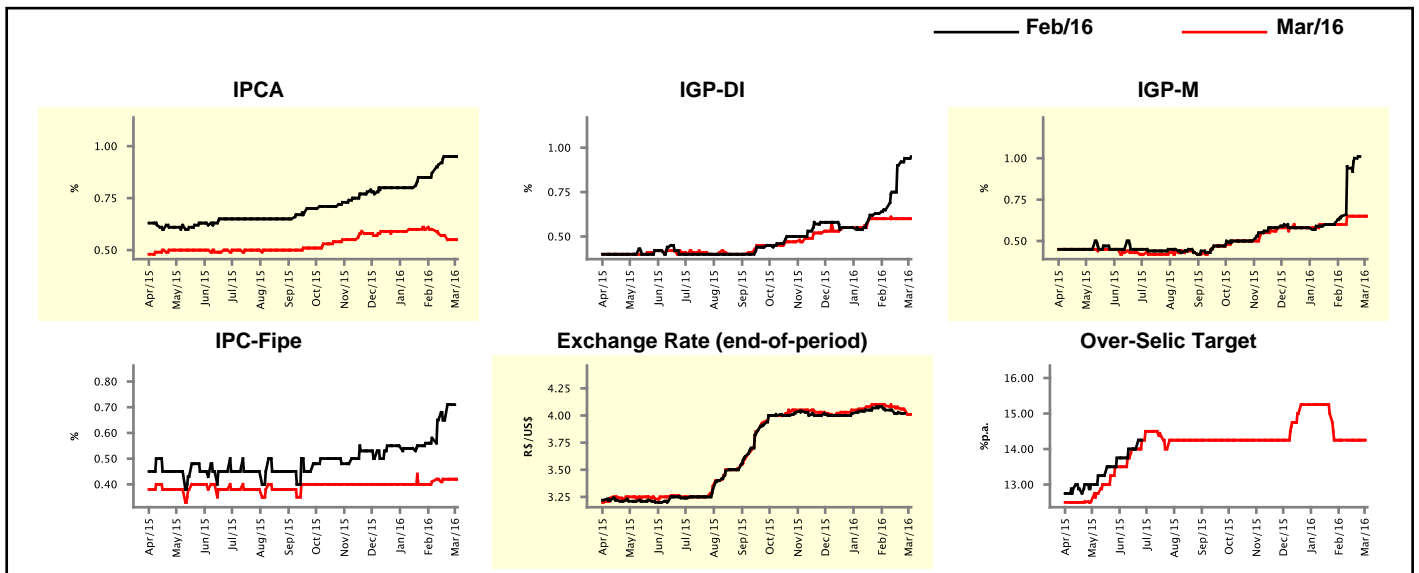 Feb/16 Mar/16
IPCA
%
1.00
0.75
0.50
Apr/15 May/15 Jun/15 Jul/15 Aug/15 Sep/15 Oct/15 Nov/15 Dec/15 Jan/16 Feb/16 Mar/16
IGP-DI
%
1.00
0.75
0.50
Apr/15 May/15 Jun/15 Jul/15 Aug/15 Sep/15 Oct/15 Nov/15 Dec/15 Jan/16 Feb/16 Mar/16
IGP-M
%
1.00
0.75
0.50
Apr/15 May/15 Jun/15 Jul/15 Aug/15 Sep/15 Oct/15 Nov/15 Dec/15 Jan/16 Feb/16 Mar/16
IPC-Fipe
%
0.80
0.70
0.60
0.50
0.40
Apr/15 May/15 Jun/15 Jul/15 Aug/15 Sep/15 Oct/15 Nov/15 Dec/15 Jan/16 Feb/16 Mar/16
Exchange Rate (end-of-period)
R$/US$
4.25
4.00
3.75
3.50
3.25
Apr/15 May/15 Jun/15 Jul/15 Aug/15 Sep/15 Oct/15 Nov/15 Dec/15 Jan/16 Feb/16 Mar/16
Over-Selic Target
%p.a.
16.00
15.00
14.00
13.00
Apr/15 May/15 Jun/15 Jul/15 Aug/15 Sep/15 Oct/15 Nov/15 Dec/15 Jan/16 Feb/16 Mar/16